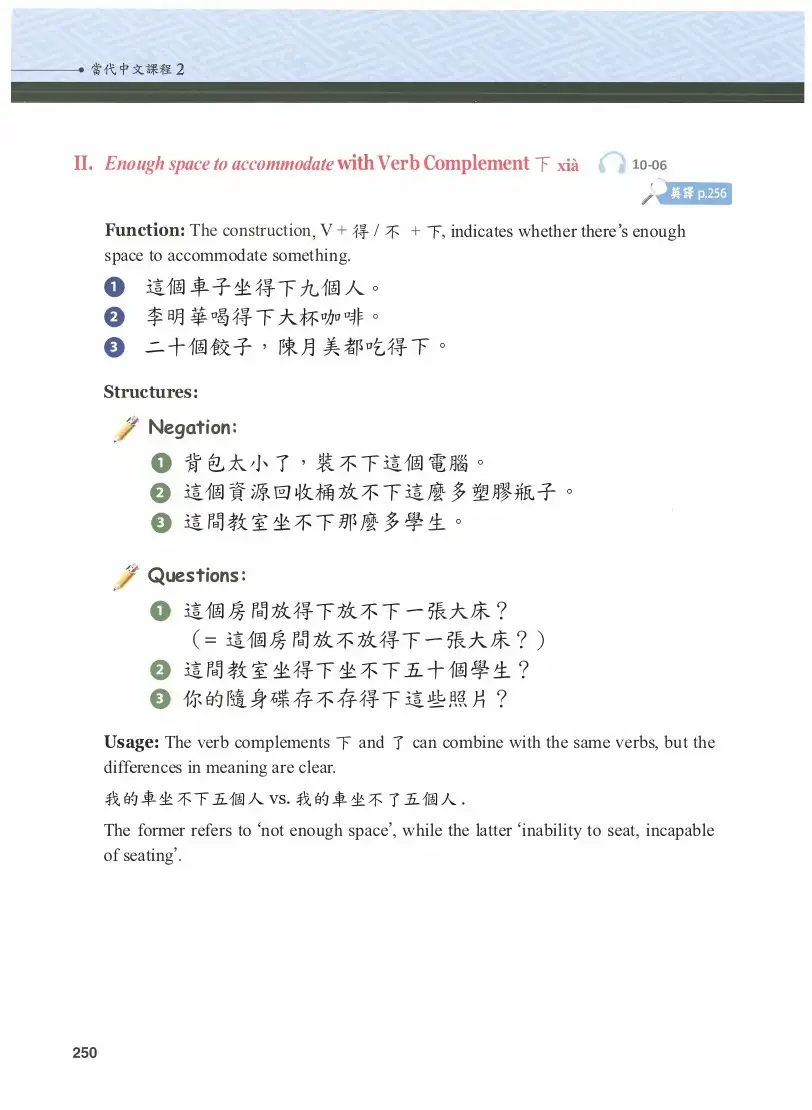 當代中文課程 2
II. Enough space to accommodate with Verb Complement 下 xià 10-06
英譯 p.256
Function: The construction, V + 得 / 不 + 下, indicates whether there's enough
space to accommodate something.
1 這個車子坐得下九個人。
2 李明華喝得下大杯咖啡。
3 二十個餃子，陳月美都吃得下。
Structures:
Negation:
1 背包太小了，裝不下這個電腦。
2 這個資源回收桶放不下這麼多塑膠瓶子。
3 這間教室坐不下那麼多學生。
Questions:
1 這個房間放得下放不下一張大床？
（= 這個房間放不放得下一張大床？）
2 這間教室坐得下坐不下五十個學生？
3 你的隨身碟存不存得下這些照片？
Usage: The verb complements 下 and 了 can combine with the same verbs, but the
differences in meaning are clear.
我的車坐不下五個人 vs. 我的車坐不了五個人.
The former refers to 'not enough space', while the latter 'inability to seat, incapable
of seating'.
250